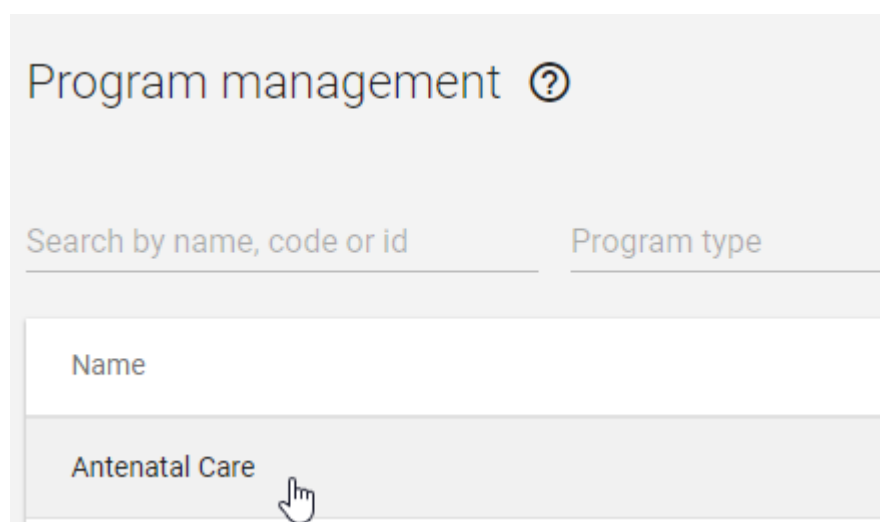 Program management ?
Search by name, code or id Program type
Name
Antenatal Care